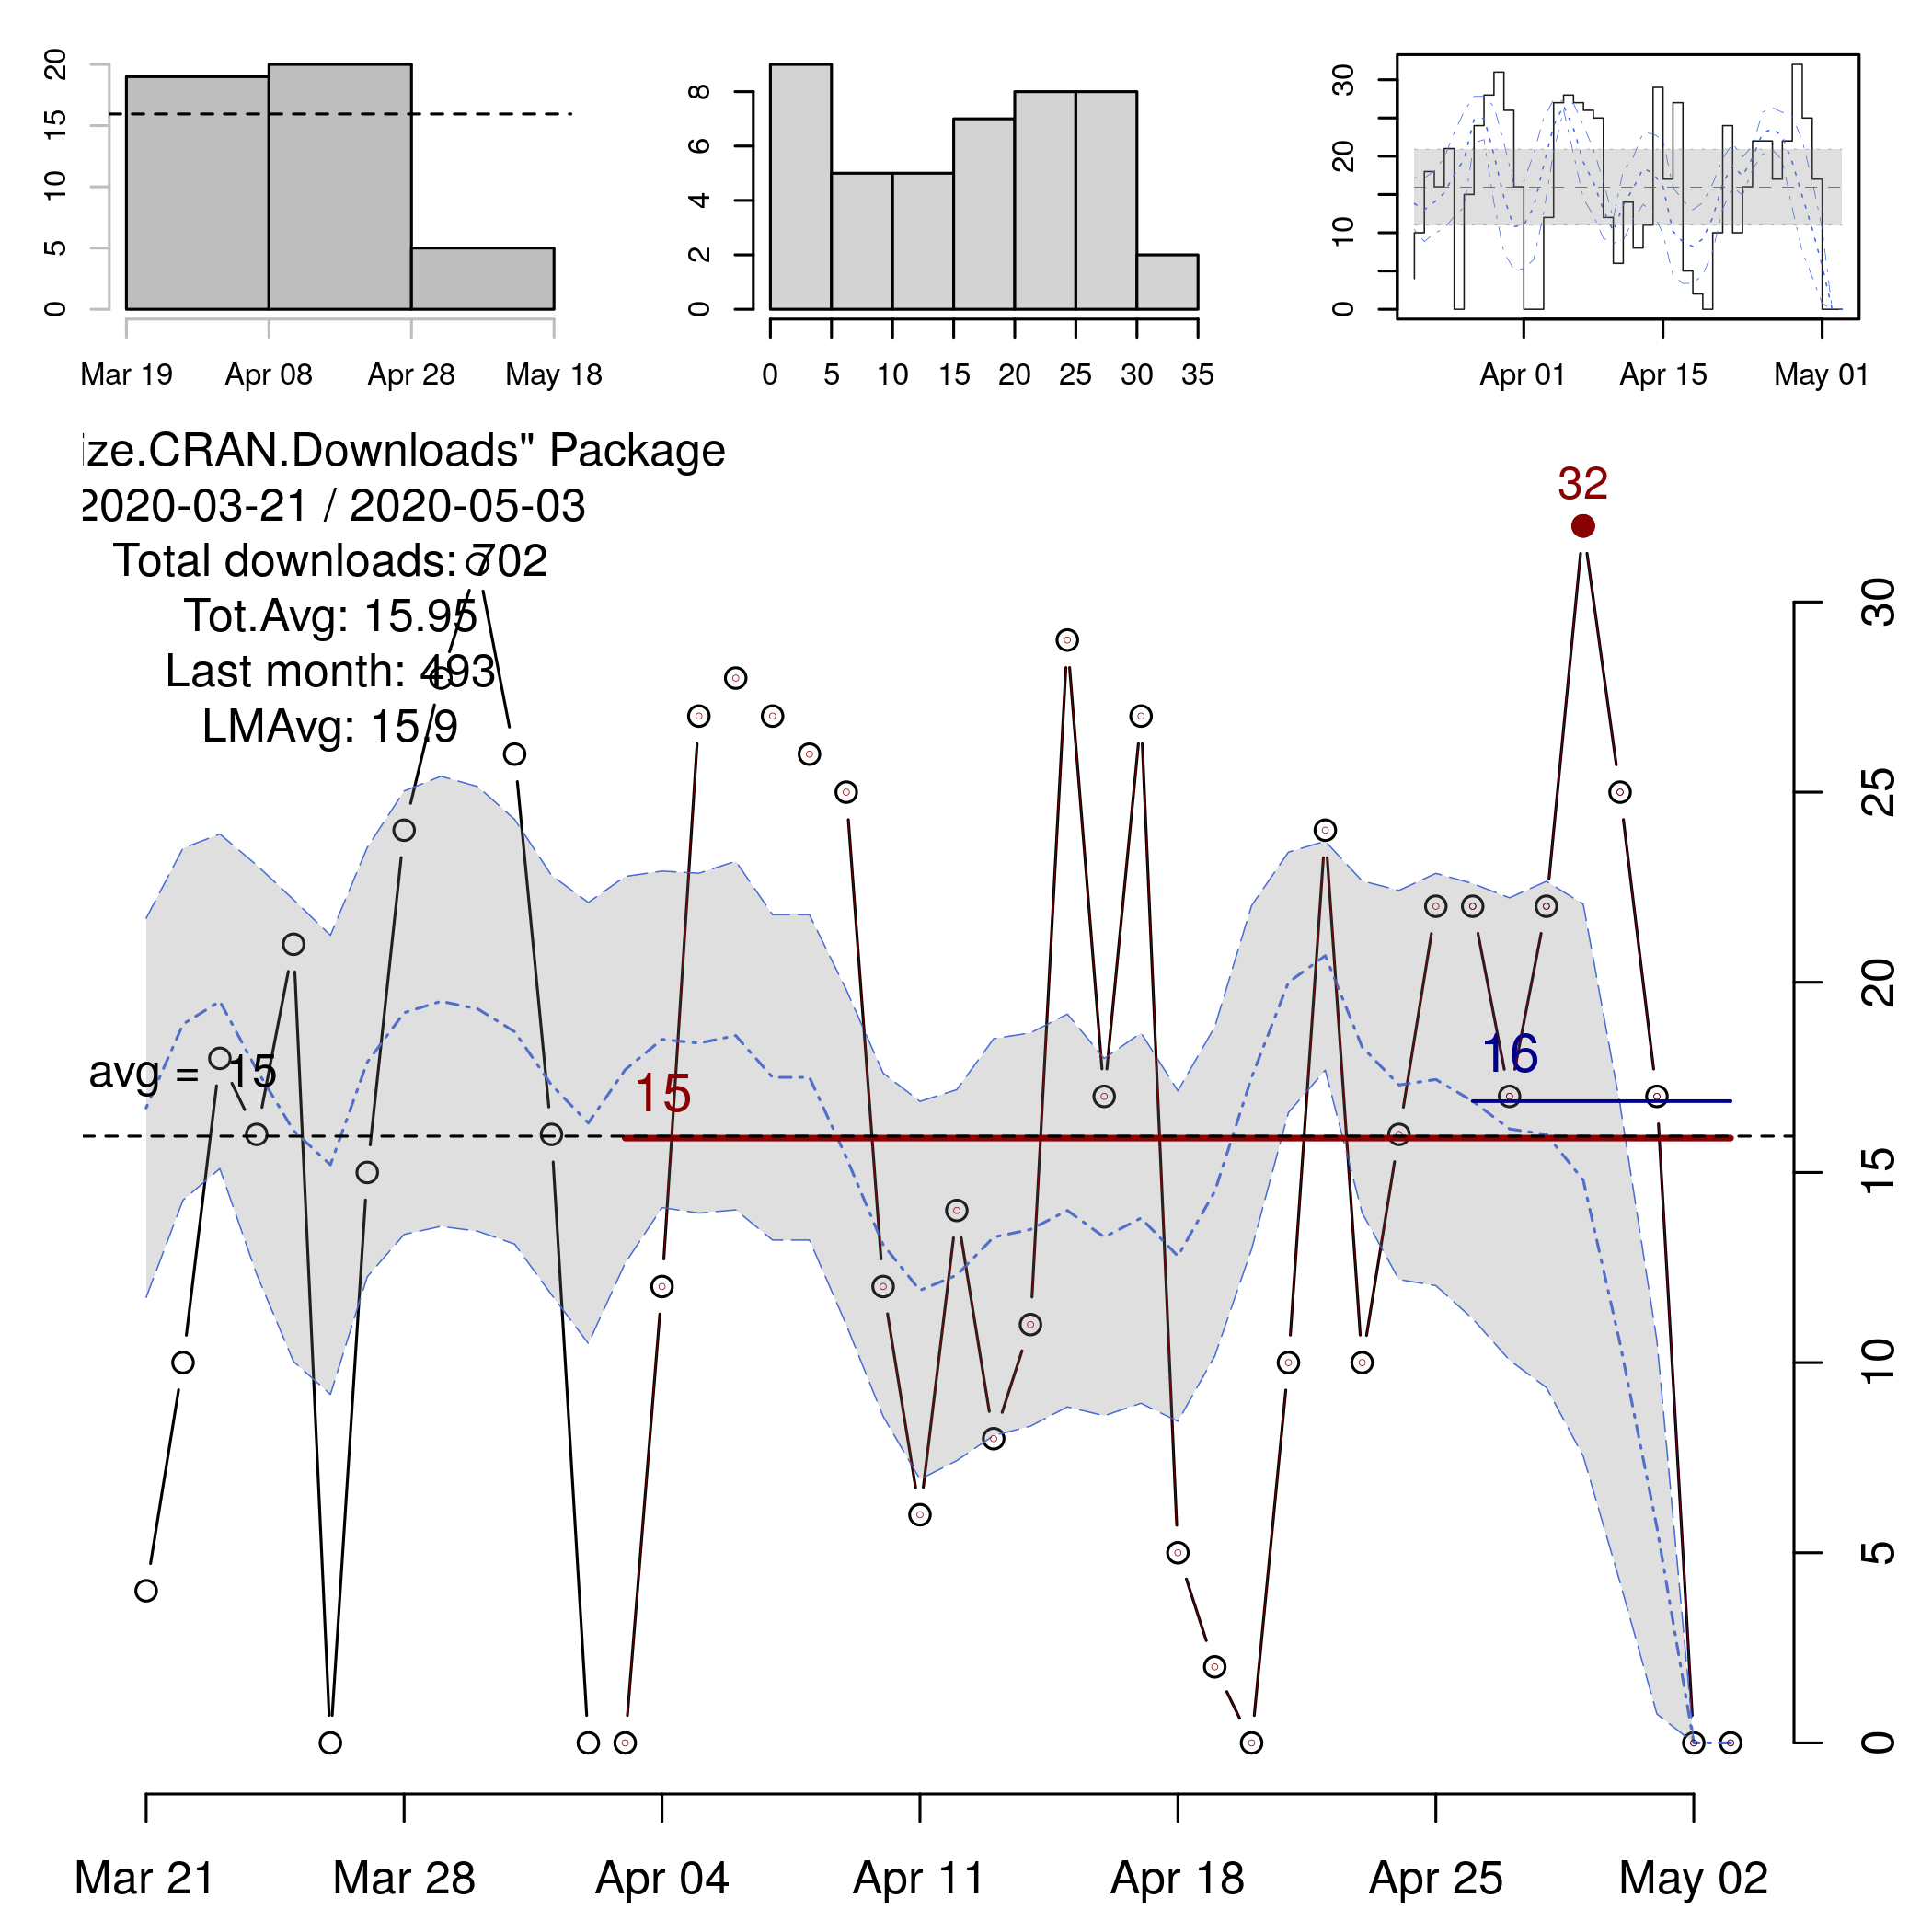 20
15
10
5
0
Mar 19 Apr 08 Apr 28 May 18
8
6
4
2
0
0 5 10 15 20 25 30 35
30
20
10
0
Apr 01 Apr 15 May 01
ze.CRAN.Downloads" Package
2020-03-21 / 2020-05-03
Total downloads: 702
Tot.Avg: 15.95
Last month: 493
LMAvg: 15.9
32
avg = 15
15
16
30
25
20
15
10
5
0
Mar 21 Mar 28 Apr 04 Apr 11 Apr 18 Apr 25 May 02